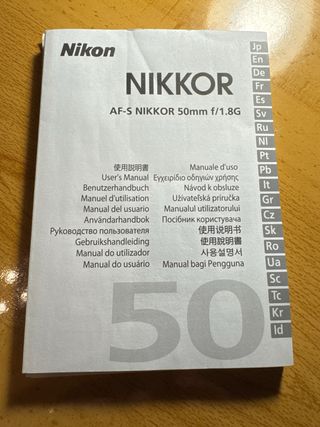 Nikon
NIKKOR
AF-S NIKKOR 50mm f/1.8G
使用説明書
User's Manual
Benutzerhandbuch
Manuel d'utilisation
Manual del usuario
Användarhandbok
Руководство пользователя
Gebruikshandleiding
Manual do utilizador
Manual do usuário
Manuale d'uso
Εγχειρίδιο οδηγιών χρήσης
Návod k obsluze
Užívateľská príručka
Manualul utilizatorului
Посібник користувача
使用说明书
使用說明書
사용설명서
Manual bagi Pengguna
50
Jp
En
De
Fr
Es
Sv
Ru
Nl
Pt
Pb
It
Gr
Cz
Sk
Ro
Ua
Sc
Tc
Kr
Id